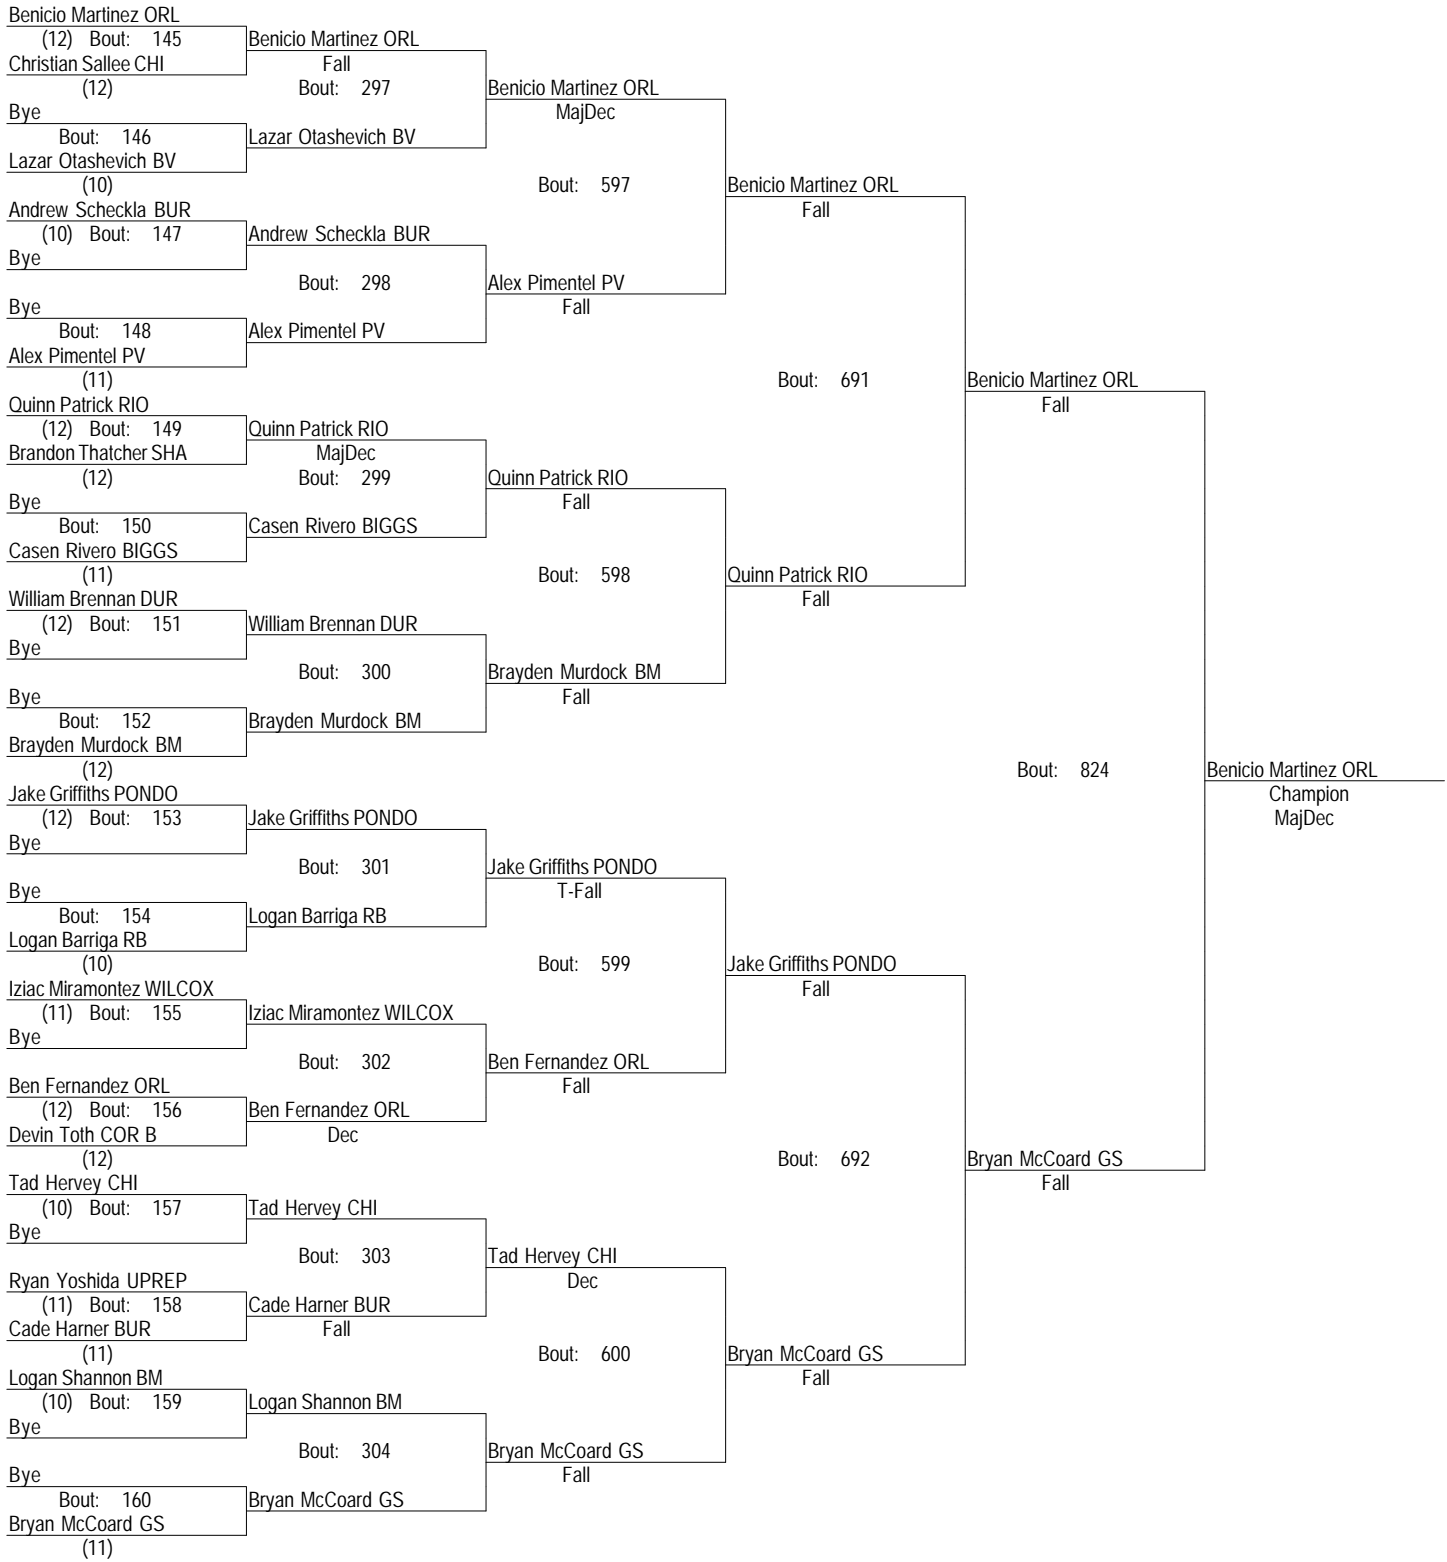 Benicio Martinez ORL
(12) Bout: 145
Christian Sallee CHI
(12)
Bye
Bout: 146
Lazar Otashevich BV
(10)
Andrew Scheckla BUR
(10) Bout: 147
Bye
Bye
Bout: 148
Alex Pimentel PV
(11)
Quinn Patrick RIO
(12) Bout: 149
Brandon Thatcher SHA
(12)
Bye
Bout: 150
Casen Rivero BIGGS
(11)
William Brennan DUR
(12) Bout: 151
Bye
Bye
Bout: 152
Brayden Murdock BM
(12)
Jake Griffiths PONDO
(12) Bout: 153
Bye
Bye
Bout: 154
Logan Barriga RB
(10)
Iziac Miramontez WILCOX
(11) Bout: 155
Bye
Ben Fernandez ORL
(12) Bout: 156
Devin Toth COR B
(12)
Tad Hervey CHI
(10) Bout: 157
Bye
Ryan Yoshida UPREP
(11) Bout: 158
Cade Harner BUR
(11)
Logan Shannon BM
(10) Bout: 159
Bye
Bye
Bout: 160
Bryan McCoard GS
(11)
Benicio Martinez ORL
Fall
Bout: 297
Lazar Otashevich BV
Andrew Scheckla BUR
Bout: 298
Alex Pimentel PV
Quinn Patrick RIO
MajDec
Bout: 299
Casen Rivero BIGGS
William Brennan DUR
Bout: 300
Brayden Murdock BM
Jake Griffiths PONDO
Bout: 301
Logan Barriga RB
Iziac Miramontez WILCOX
Bout: 302
Ben Fernandez ORL
Dec
Tad Hervey CHI
Bout: 303
Cade Harner BUR
Fall
Logan Shannon BM
Bout: 304
Bryan McCoard GS
Benicio Martinez ORL
MajDec
Bout: 597
Alex Pimentel PV
Fall
Quinn Patrick RIO
Fall
Bout: 598
Brayden Murdock BM
Fall
Jake Griffiths PONDO
T-Fall
Bout: 599
Ben Fernandez ORL
Fall
Tad Hervey CHI
Dec
Bout: 600
Bryan McCoard GS
Fall
Benicio Martinez ORL
Fall
Bout: 691
Quinn Patrick RIO
Fall
Jake Griffiths PONDO
Fall
Bout: 692
Bryan McCoard GS
Fall
Benicio Martinez ORL
Fall
Bout: 824
Bryan McCoard GS
Fall
Benicio Martinez ORL
Champion
MajDec